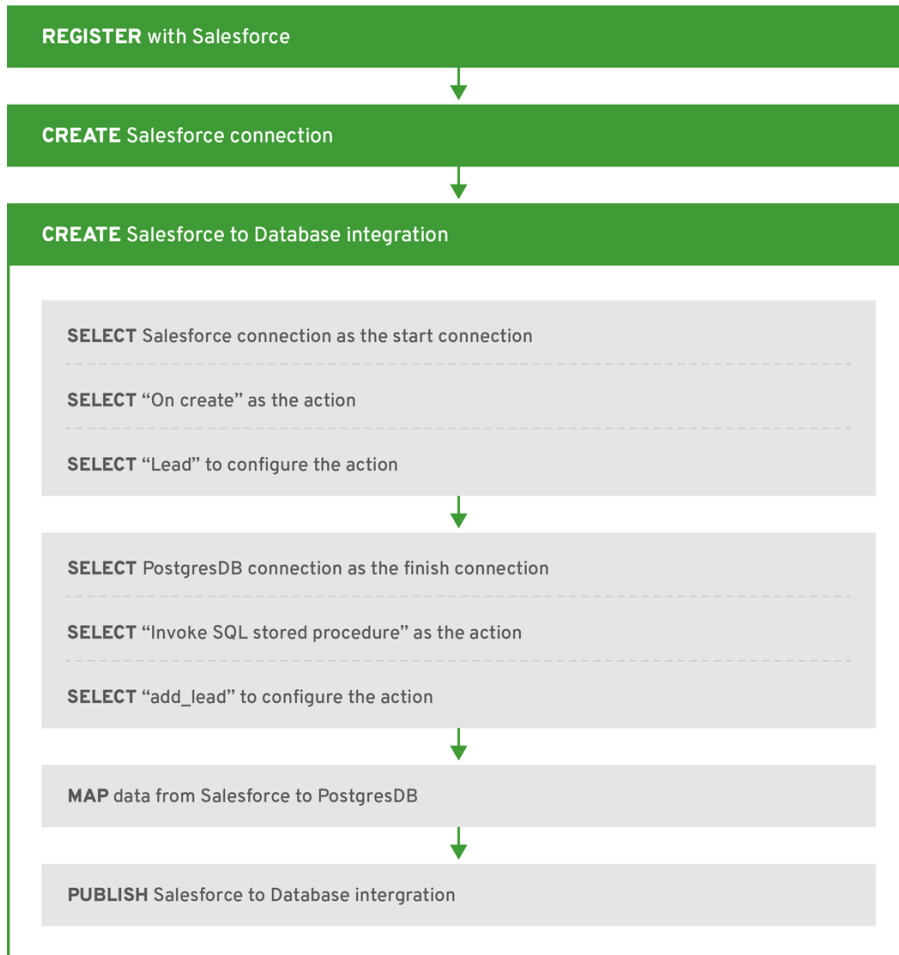 REGISTER with Salesforce
CREATE Salesforce connection
CREATE Salesforce to Database integration
SELECT Salesforce connection as the start connection
SELECT “On create” as the action
SELECT “Lead” to configure the action
SELECT PostgresDB connection as the finish connection
SELECT “Invoke SQL stored procedure” as the action
SELECT “add_lead” to configure the action
MAP data from Salesforce to PostgresDB
PUBLISH Salesforce to Database intergration